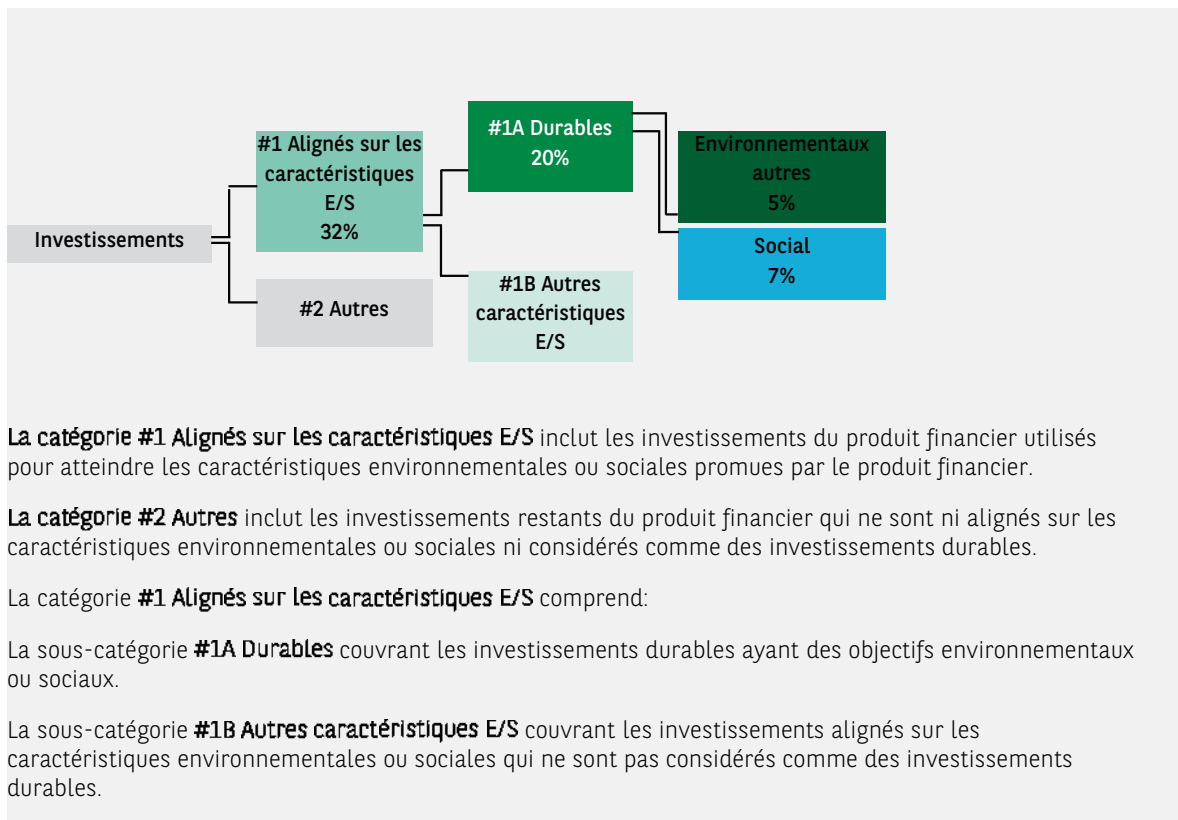 Investissements
#1 Alignés sur les
caractéristiques
E/S
32%
#2 Autres
#1A Durables
20%
#1B Autres
caractéristiques
E/S
Environnementaux
autres
5%
Social
7%
La catégorie #1 Alignés sur les caractéristiques E/S inclut les investissements du produit financier utilisés
pour atteindre les caractéristiques environnementales ou sociales promues par le produit financier.
La catégorie #2 Autres inclut les investissements restants du produit financier qui ne sont ni alignés sur les
caractéristiques environnementales ou sociales ni considérés comme des investissements durables.
La catégorie #1 Alignés sur les caractéristiques E/S comprend:
La sous-catégorie #1A Durables couvrant les investissements durables ayant des objectifs environnementaux
ou sociaux.
La sous-catégorie #1B Autres caractéristiques E/S couvrant les investissements alignés sur les
caractéristiques environnementales ou sociales qui ne sont pas considérés comme des investissements
durables.